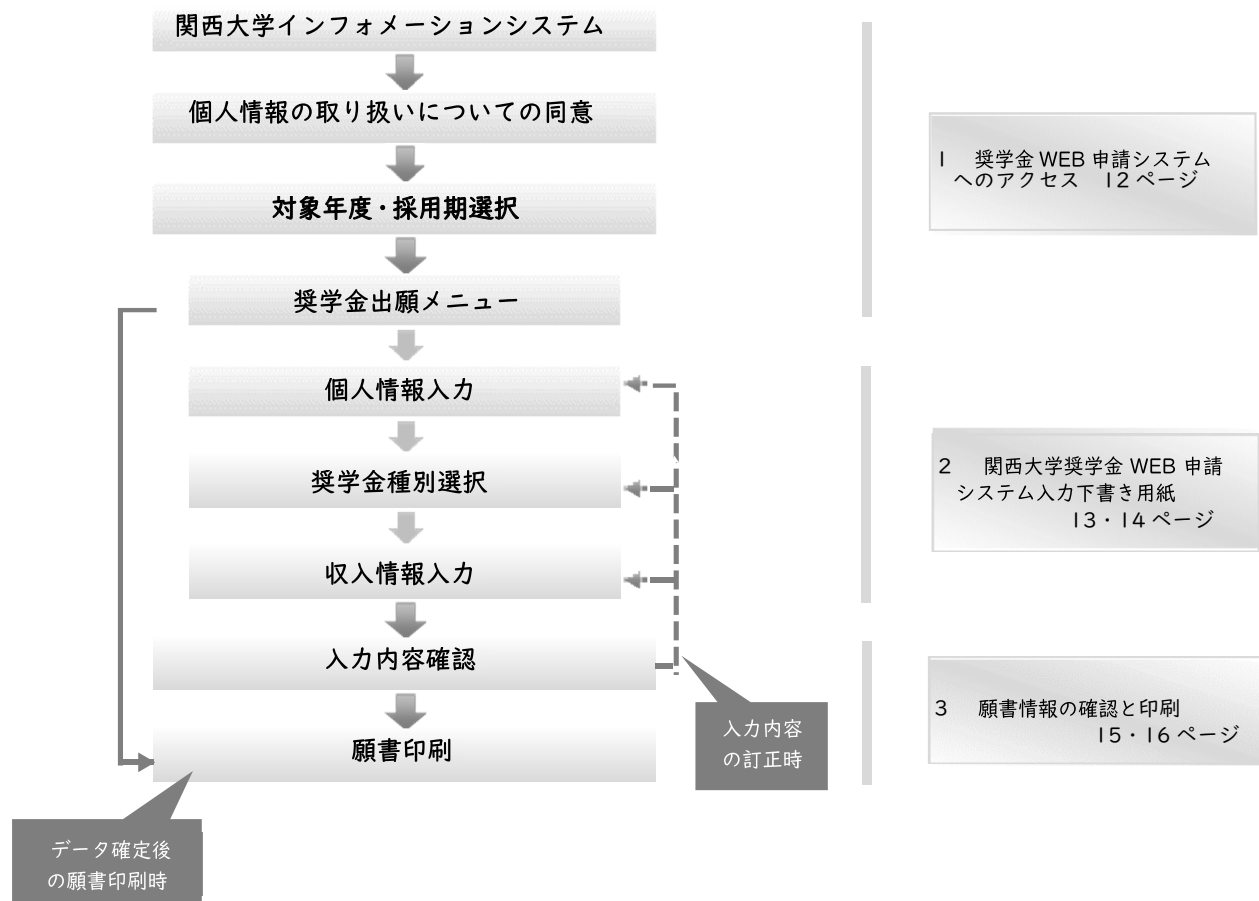 関西大学インフォメーションシステム
個人情報の取り扱いについての同意
対象年度・採用期選択
奨学金出願メニュー
個人情報入力
奨学金種別選択
収入情報入力
入力内容確認
願書印刷
入力内容
の訂正時
データ確定後
の願書印刷時
1 奨学金 WEB 申請システム
へのアクセス 12 ページ
2 関西大学奨学金 WEB 申請
システム入力下書き用紙
13・14 ページ
3 願書情報の確認と印刷
15・16 ページ